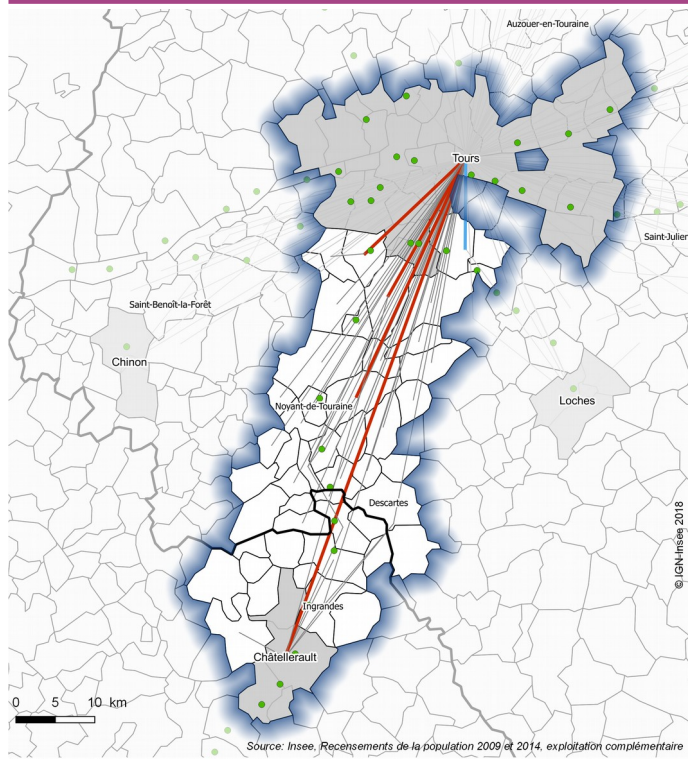 Auzouer-en-Touraine
Tours
Saint-Julien
Saint-Benoît-la-Forêt
Chinon
Loches
Noyant-de-Touraine
Descartes
© IGN-Insee 2018
Ingrandes
Châtellerault
0 5 10 km
Source: Insee, Recensements de la population 2009 et 2014, exploitation complémentaire